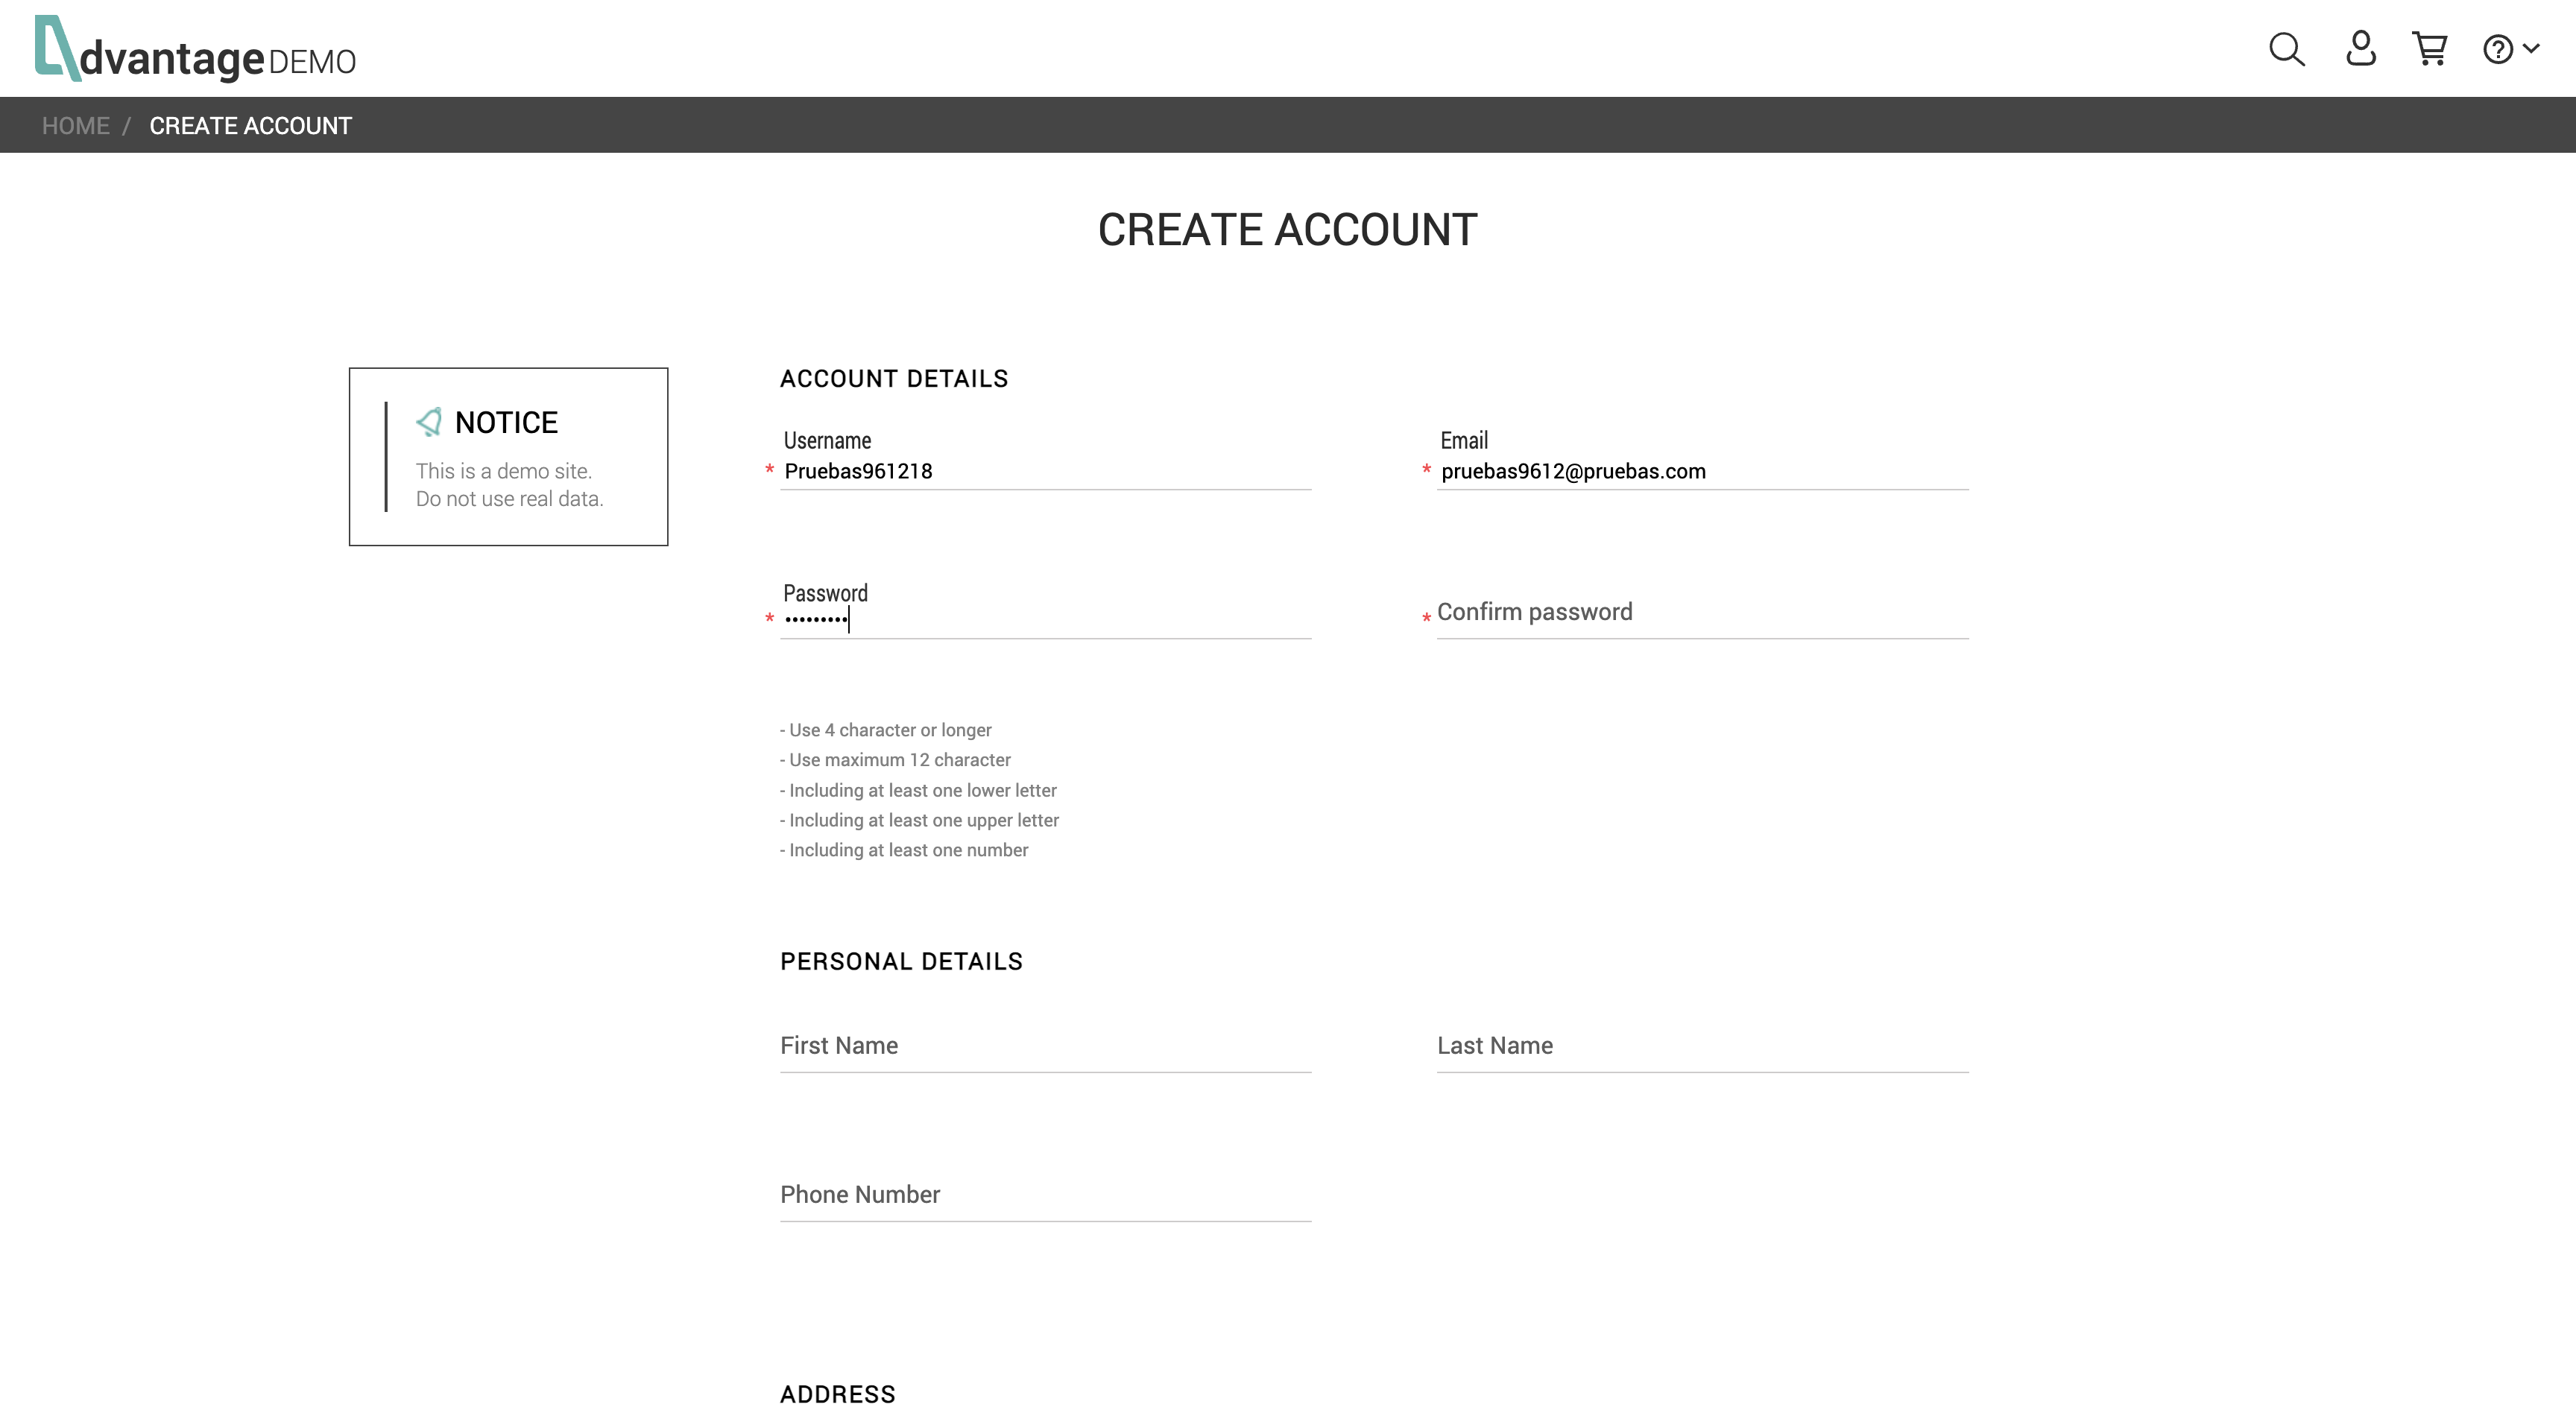 dvantage DEMO
HOME / CREATE ACCOUNT
CREATE ACCOUNT
NOTICE
This is a demo site.
Do not use real data.
ACCOUNT DETAILS
Username
* Pruebas961218
Email
* pruebas9612@pruebas.com
Password
* •••••••••
* Confirm password
- Use 4 character or longer
- Use maximum 12 character
- Including at least one lower letter
- Including at least one upper letter
- Including at least one number
PERSONAL DETAILS
First Name
Last Name
Phone Number
ADDRESS